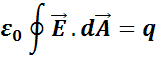 ε₀ ∮ E⃗ . dA⃗ = q